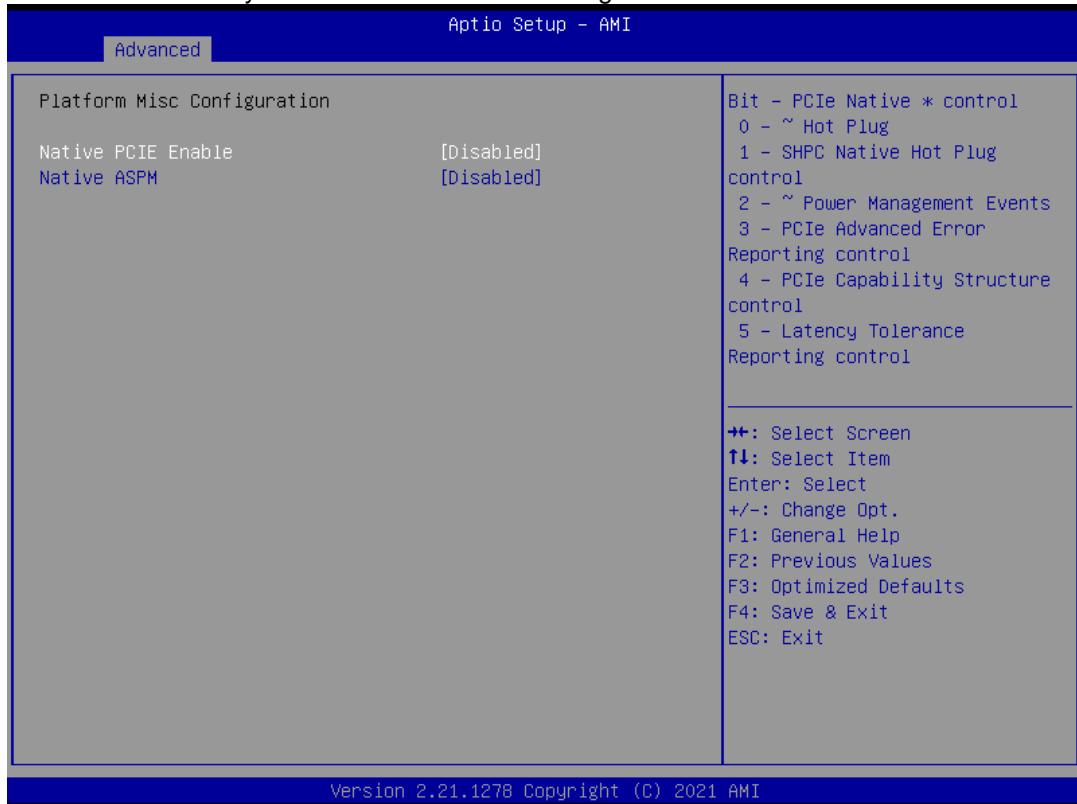 Aptio Setup – AMI
Advanced
Platform Misc Configuration
Native PCIE Enable [Disabled]
Native ASPM [Disabled]
Bit – PCIe Native * control
0 – ~ Hot Plug
1 – SHPC Native Hot Plug
control
2 – ~ Power Management Events
3 – PCIe Advanced Error
Reporting control
4 – PCIe Capability Structure
control
5 – Latency Tolerance
Reporting control
→←: Select Screen
↑↓: Select Item
Enter: Select
+/-: Change Opt.
F1: General Help
F2: Previous Values
F3: Optimized Defaults
F4: Save & Exit
ESC: Exit
Version 2.21.1278 Copyright (C) 2021 AMI